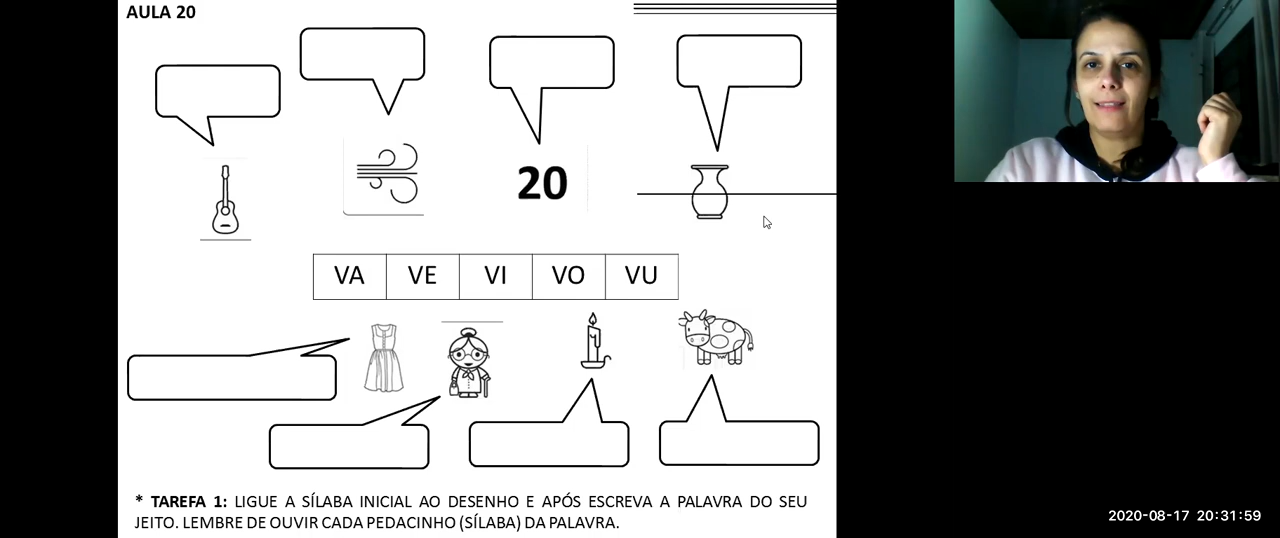 AULA 20
20
VA VE VI VO VU
* TAREFA 1: LIGUE A SÍLABA INICIAL AO DESENHO E APÓS ESCREVA A PALAVRA DO SEU
JEITO. LEMBRE DE OUVIR CADA PEDACINHO (SÍLABA) DA PALAVRA.
2020-08-17 20:31:59